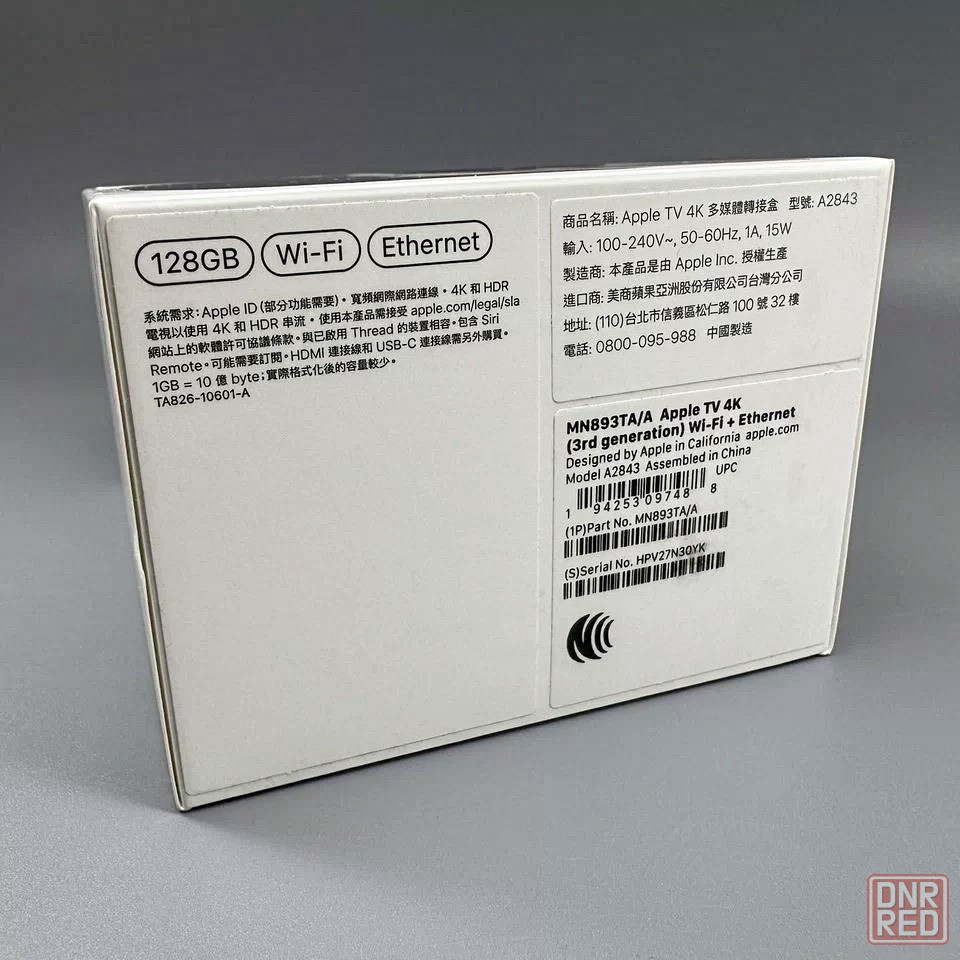 128GB Wi-Fi Ethernet
系統需求：Apple ID (部分功能需要)。寬頻網際網路連線。4K 和 HDR
電視以使用 4K 和 HDR 串流。使用本產品需接受 apple.com/legal/sla
網站上的軟體許可協議條款。與已啟用 Thread 的裝置相容。包含 Siri
Remote。可能需要訂閱。HDMI 連接線和 USB-C 連接線需另外購買。
1GB = 10 億 byte；實際格式化後的容量較少。
TA826-10601-A
商品名稱: Apple TV 4K 多媒體轉接盒 型號: A2843
輸入: 100-240V~, 50-60Hz, 1A, 15W
製造商: 本產品是由 Apple Inc. 授權生產
進口商: 美商蘋果亞洲股份有限公司台灣分公司
地址: (110)台北市信義區松仁路 100 號 32 樓
電話: 0800-095-988 中國製造
MN893TA/A Apple TV 4K
(3rd generation) Wi-Fi + Ethernet
Designed by Apple in California apple.com
Model A2843 Assembled in China
UPC
1 94253 09748 8
(1P)Part No. MN893TA/A
(S)Serial No. HPV27N30YK
DNR
RED